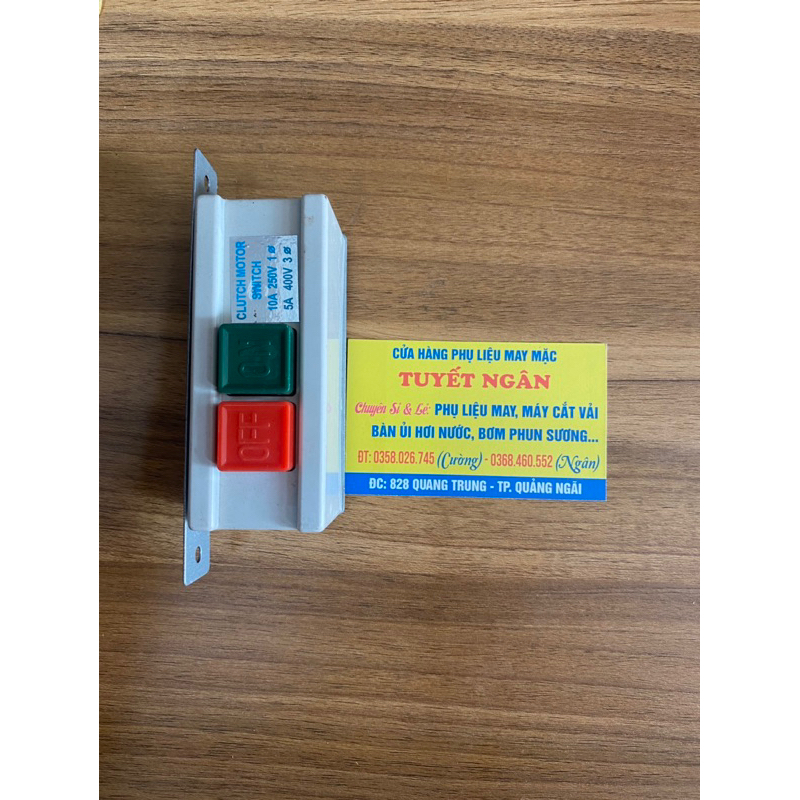 CLUTCH MOTOR
SWITCH
10A 250V 1 Ø
5A 400V 3 Ø
ON
OFF
CỬA HÀNG PHỤ LIỆU MAY MẶC
TUYẾT NGÂN
Chuyên Sỉ & Lẻ: PHỤ LIỆU MAY, MÁY CẮT VẢI
BÀN ỦI HƠI NƯỚC, BƠM PHUN SƯƠNG...
ĐT: 0358.026.745 (Cường) - 0368.460.552 (Ngân)
ĐC: 828 QUANG TRUNG - TP. QUẢNG NGÃI